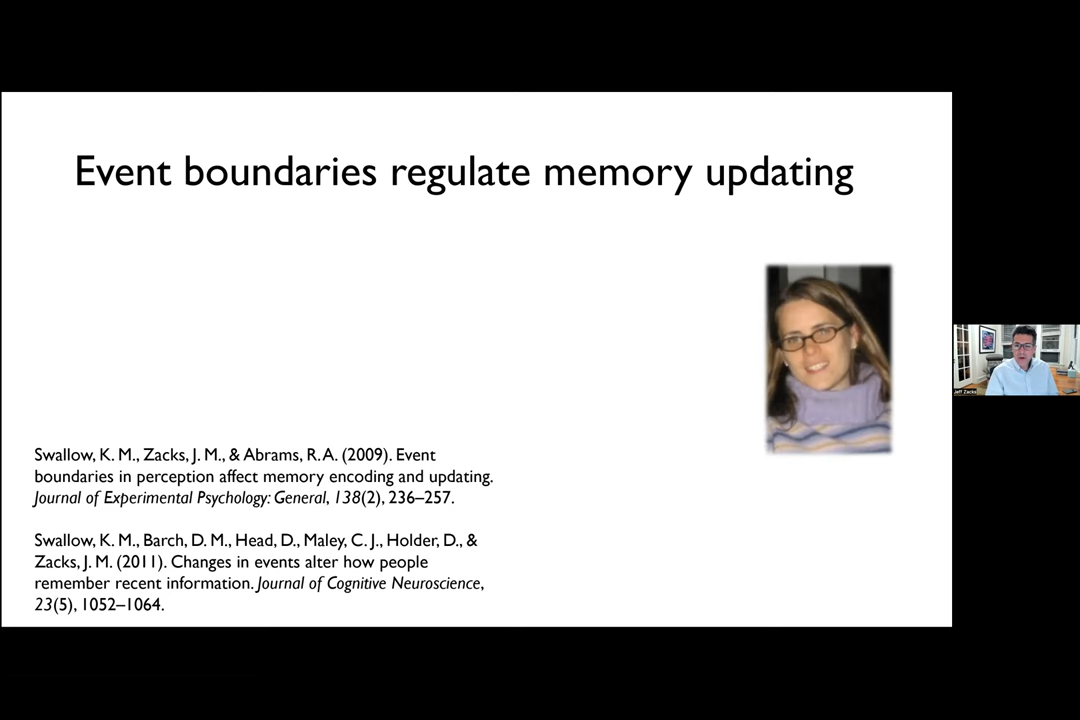 Event boundaries regulate memory updating
Swallow, K. M., Zacks, J. M., & Abrams, R. A. (2009). Event
boundaries in perception affect memory encoding and updating.
Journal of Experimental Psychology: General, 138(2), 236–257.
Swallow, K. M., Barch, D. M., Head, D., Maley, C. J., Holder, D., &
Zacks, J. M. (2011). Changes in events alter how people
remember recent information. Journal of Cognitive Neuroscience,
23(5), 1052–1064.
Jeff Zacks